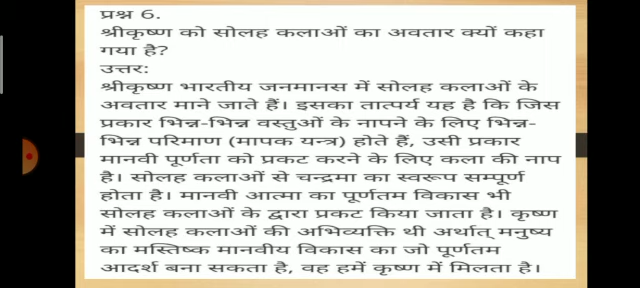 प्रश्न 6.
श्रीकृष्ण को सोलह कलाओं का अवतार क्यों कहा
गया है?
उत्तर:
श्रीकृष्ण भारतीय जनमानस में सोलह कलाओं के
अवतार माने जाते हैं। इसका तात्पर्य यह है कि जिस
प्रकार भिन्न-भिन्न वस्तुओं के नापने के लिए भिन्न-
भिन्न परिमाण (मापक यन्त्र) होते हैं, उसी प्रकार
मानवी पूर्णता को प्रकट करने के लिए कला की नाप
है। सोलह कलाओं से चन्द्रमा का स्वरूप सम्पूर्ण
होता है। मानवी आत्मा का पूर्णतम विकास भी
सोलह कलाओं के द्वारा प्रकट किया जाता है। कृष्ण
में सोलह कलाओं की अभिव्यक्ति थी अर्थात् मनुष्य
का मस्तिष्क मानवीय विकास का जो पूर्णतम
आदर्श बना सकता है, वह हमें कृष्ण में मिलता है।